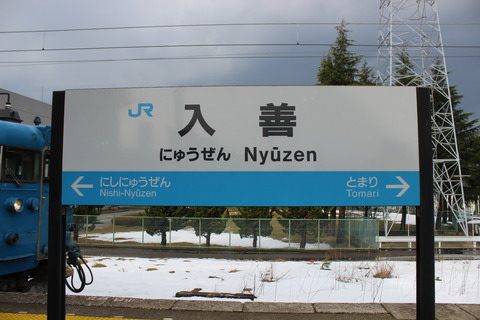 JR
入善
にゅうぜん Nyūzen
← にしにゅうぜん とまり →
Nishi-Nyūzen Tomari